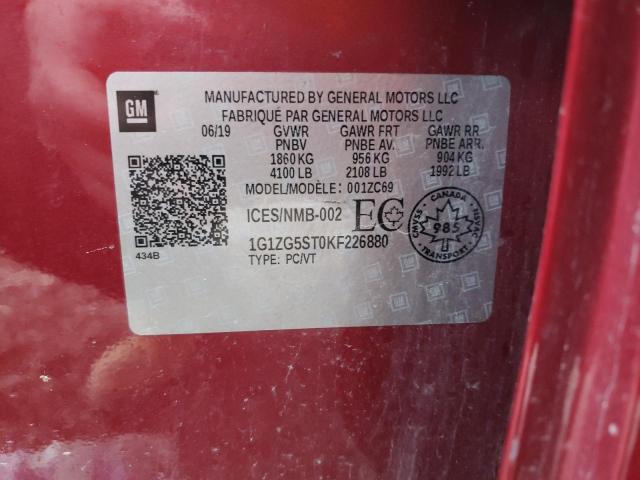 GM
MANUFACTURED BY GENERAL MOTORS LLC
FABRIQUÉ PAR GENERAL MOTORS LLC
06/19 GVWR GAWR FRT GAWR RR
PNBV PNBE AV. PNBE ARR.
1860 KG 956 KG 904 KG
4100 LB 2108 LB 1992 LB
MODEL/MODÈLE: 001ZC69
ICES/NMB-002 EC
1G1ZG5ST0KF226880
TYPE: PC/VT
434B
CANADA
CMVSS 985 NSVAC
TRANSPORT